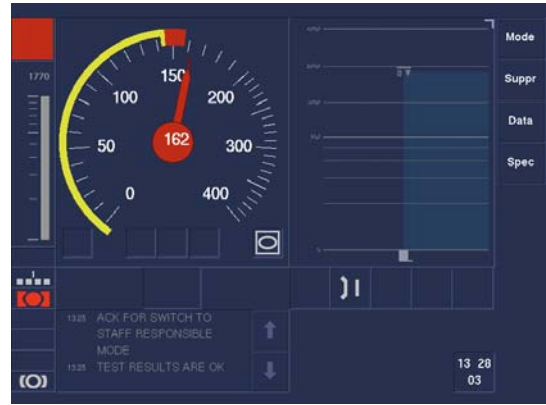 Mode
1770
150
Suppr
100
200
Data
162
50
300
Spec
0
400
1325 ACK FOR SWITCH TO
STAFF RESPONSIBLE
MODE
1325 TEST RESULTS ARE OK
13 28
03